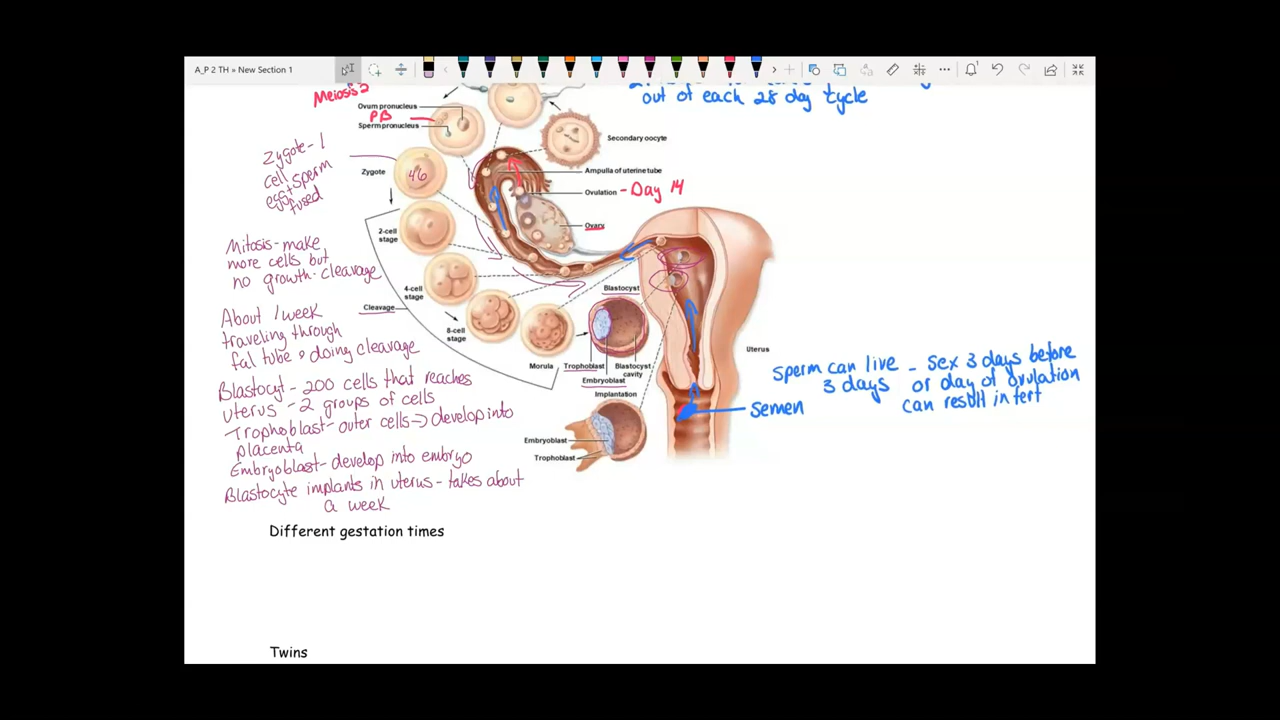 A_P 2 TH » New Section 1
out of each 28 day cycle
Meiosis 2
Ovum pronucleus
PB
Sperm pronucleus
Secondary oocyte
Zygote - 1
cell sperm
egg
fused
Zygote
46
Ampulla of uterine tube
Ovulation - Day 14
Ovary
2-cell
stage
Mitosis - make
more cells but
no growth - cleavage
4-cell
stage
Cleavage
8-cell
stage
Morula
Blastocyst
Trophoblast
Blastocyst
cavity
Embryoblast
Implantation
Embryoblast
Trophoblast
Uterus
About 1 week
traveling through
fal tube & doing cleavage
Blastocyt - 200 cells that reaches
uterus - 2 groups of cells
Trophoblast - outer cells -> develop into
placenta
Embryoblast - develop into embryo
Blastocyte implants in uterus - takes about
a week
Sperm can live - Sex 3 days before
3 days or day of ovulation
can result in fert
Semen
Different gestation times
Twins